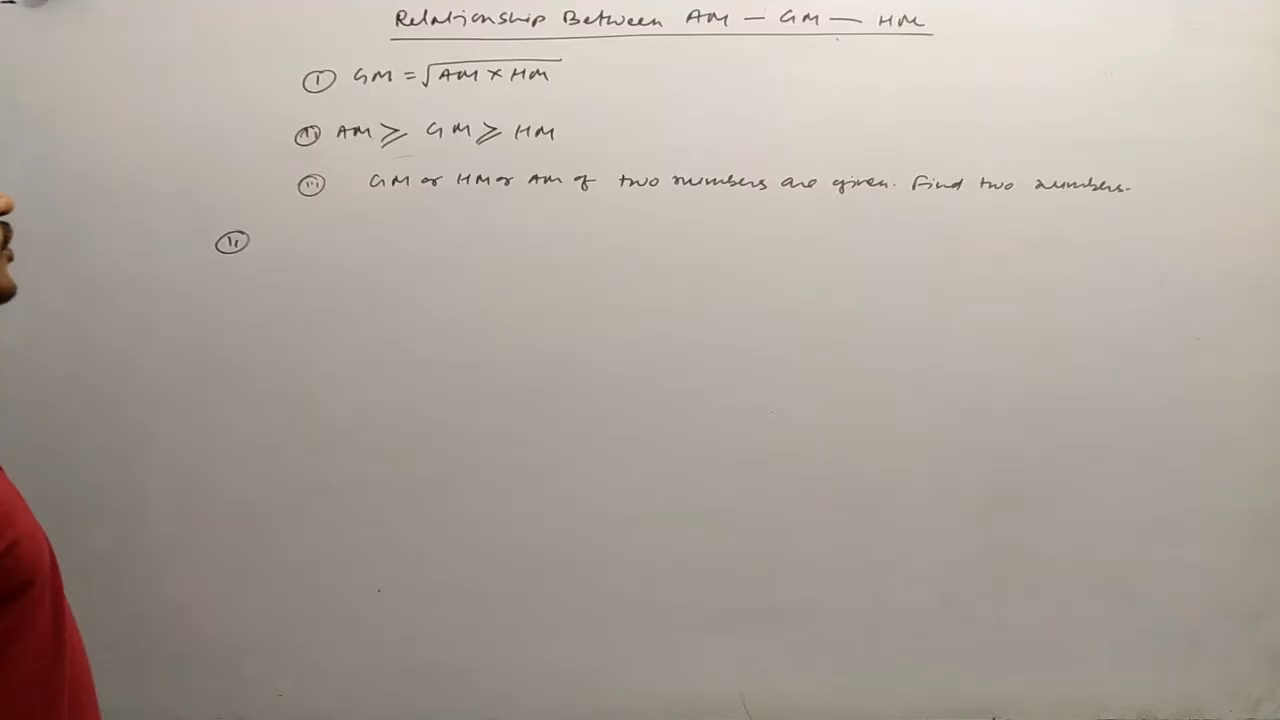 Relationship Between AM — GM — HM
(i) GM = √AM × HM
(ii) AM ≥ GM ≥ HM
(iii) GM or HM or AM of two numbers are given. Find two numbers.
(ii)